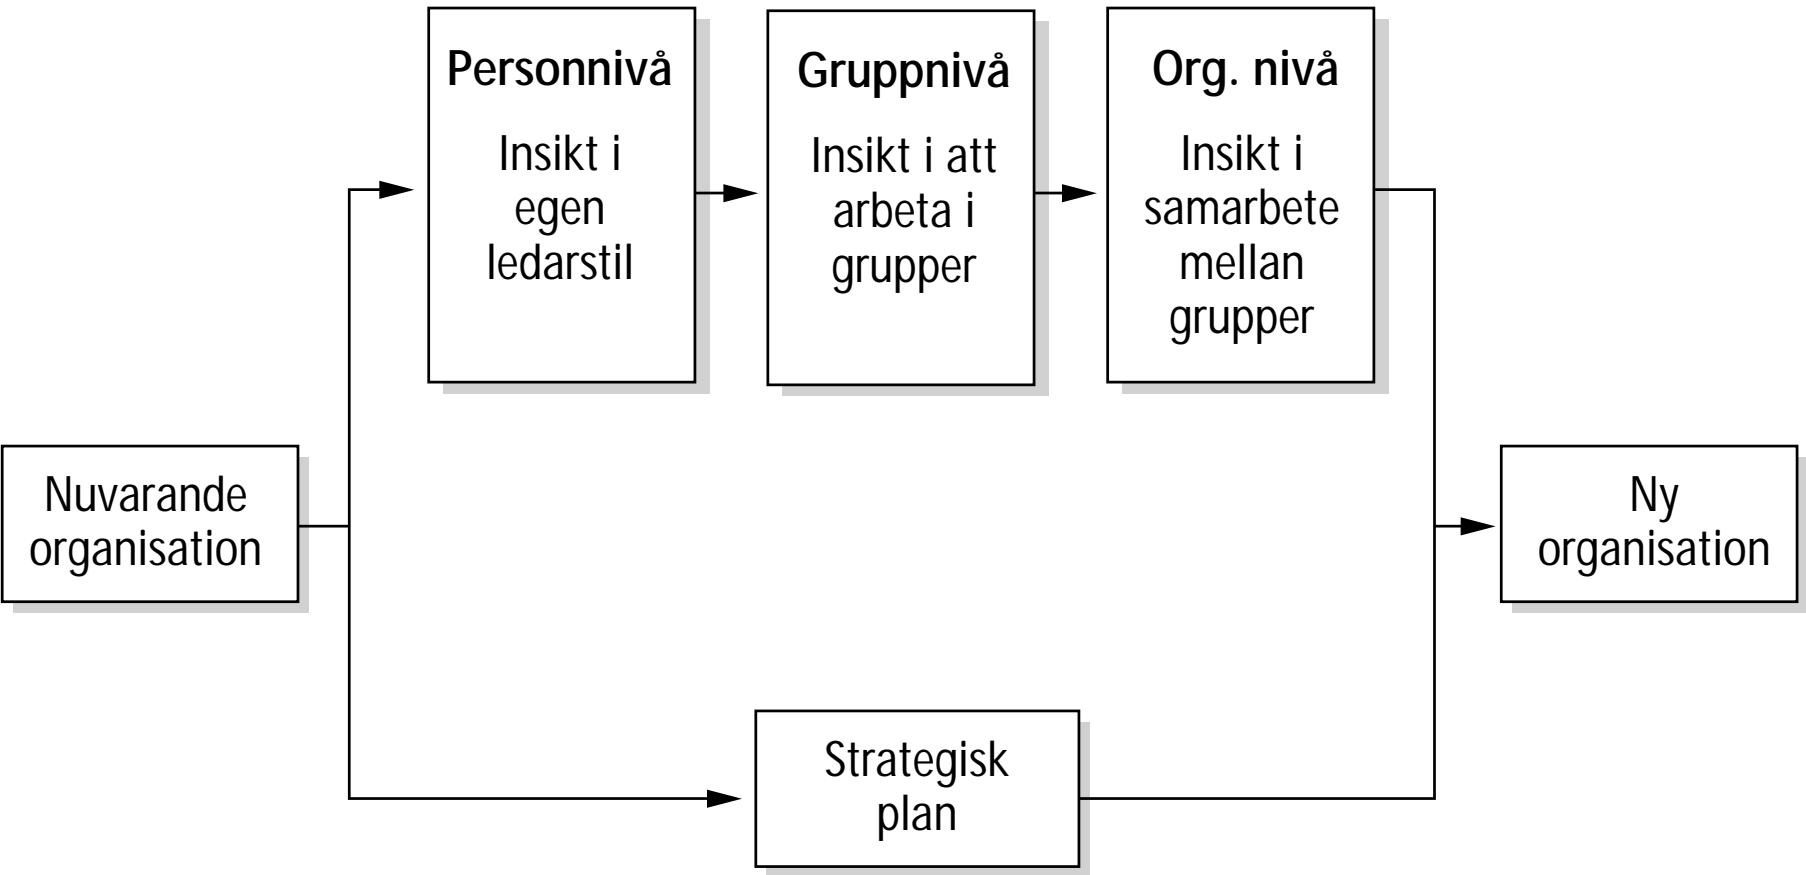 Personnivå
Insikt i
egen
ledarstil
Gruppnivå
Insikt i att
arbeta i
grupper
Org. nivå
Insikt i
samarbete
mellan
grupper
Nuvarande
organisation
Ny
organisation
Strategisk
plan